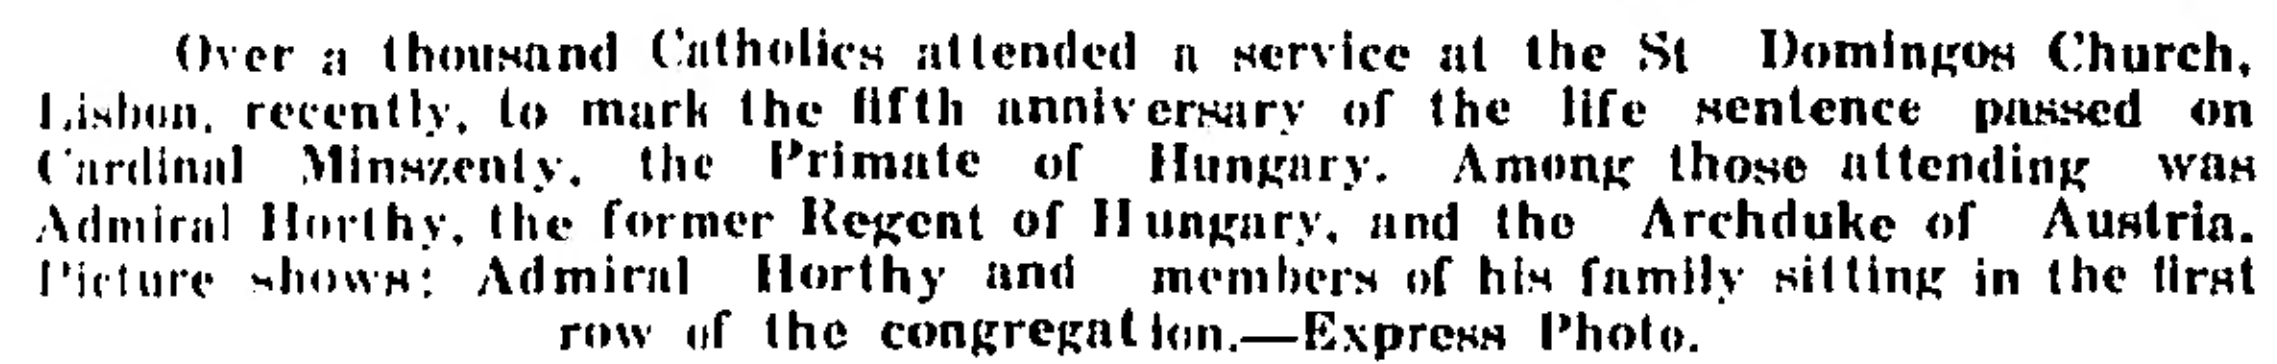 Over a thousand Catholics attended a service at the St Domingos Church,
Lisbon, recently, to mark the fifth anniversary of the life sentence passed on
Cardinal Minszenty, the Primate of Hungary. Among those attending was
Admiral Horthy, the former Regent of Hungary, and the Archduke of Austria.
Picture shows: Admiral Horthy and members of his family sitting in the first
row of the congregation.—Express Photo.